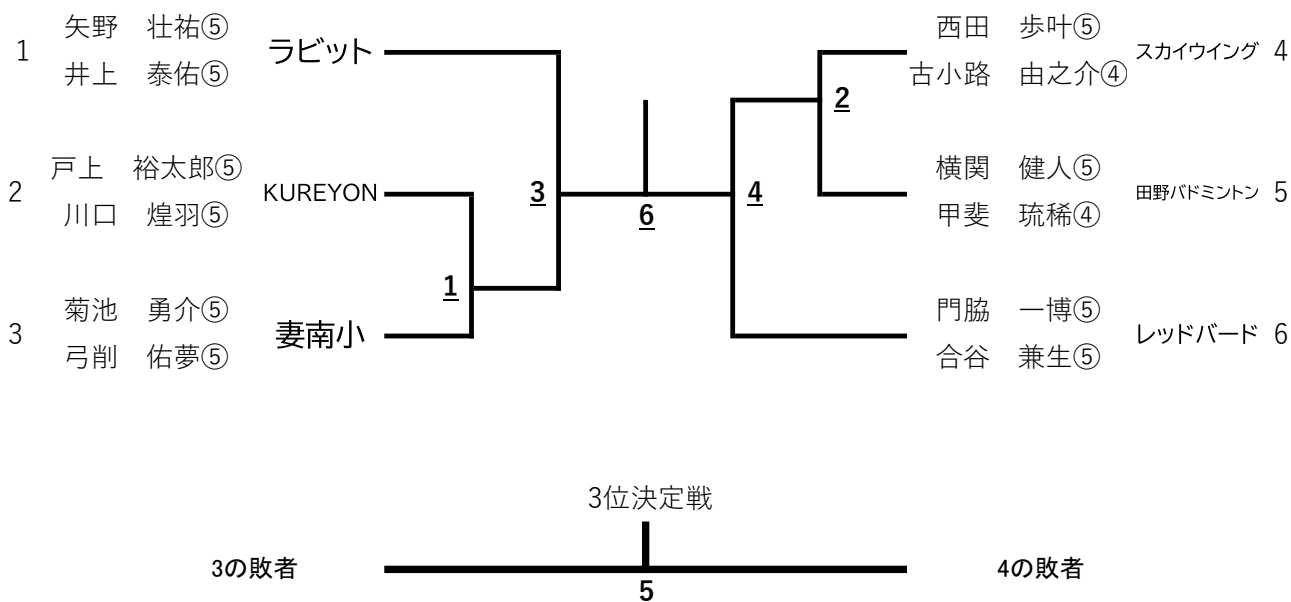 1 矢野 壮祐⑤ ラビット
井上 泰佑⑤
2 戸上 裕太郎⑤ KUREYON
川口 煌羽⑤
3 菊池 勇介⑤ 妻南小
弓削 佑夢⑤
西田 歩叶⑤ スカイウイング 4
古小路 由之介④
横関 健人⑤ 田野バドミントン 5
甲斐 琉稀④
門脇 一博⑤ レッドバード 6
合谷 兼生⑤
1
3
6
4
2
3位決定戦
3の敗者 4の敗者
5